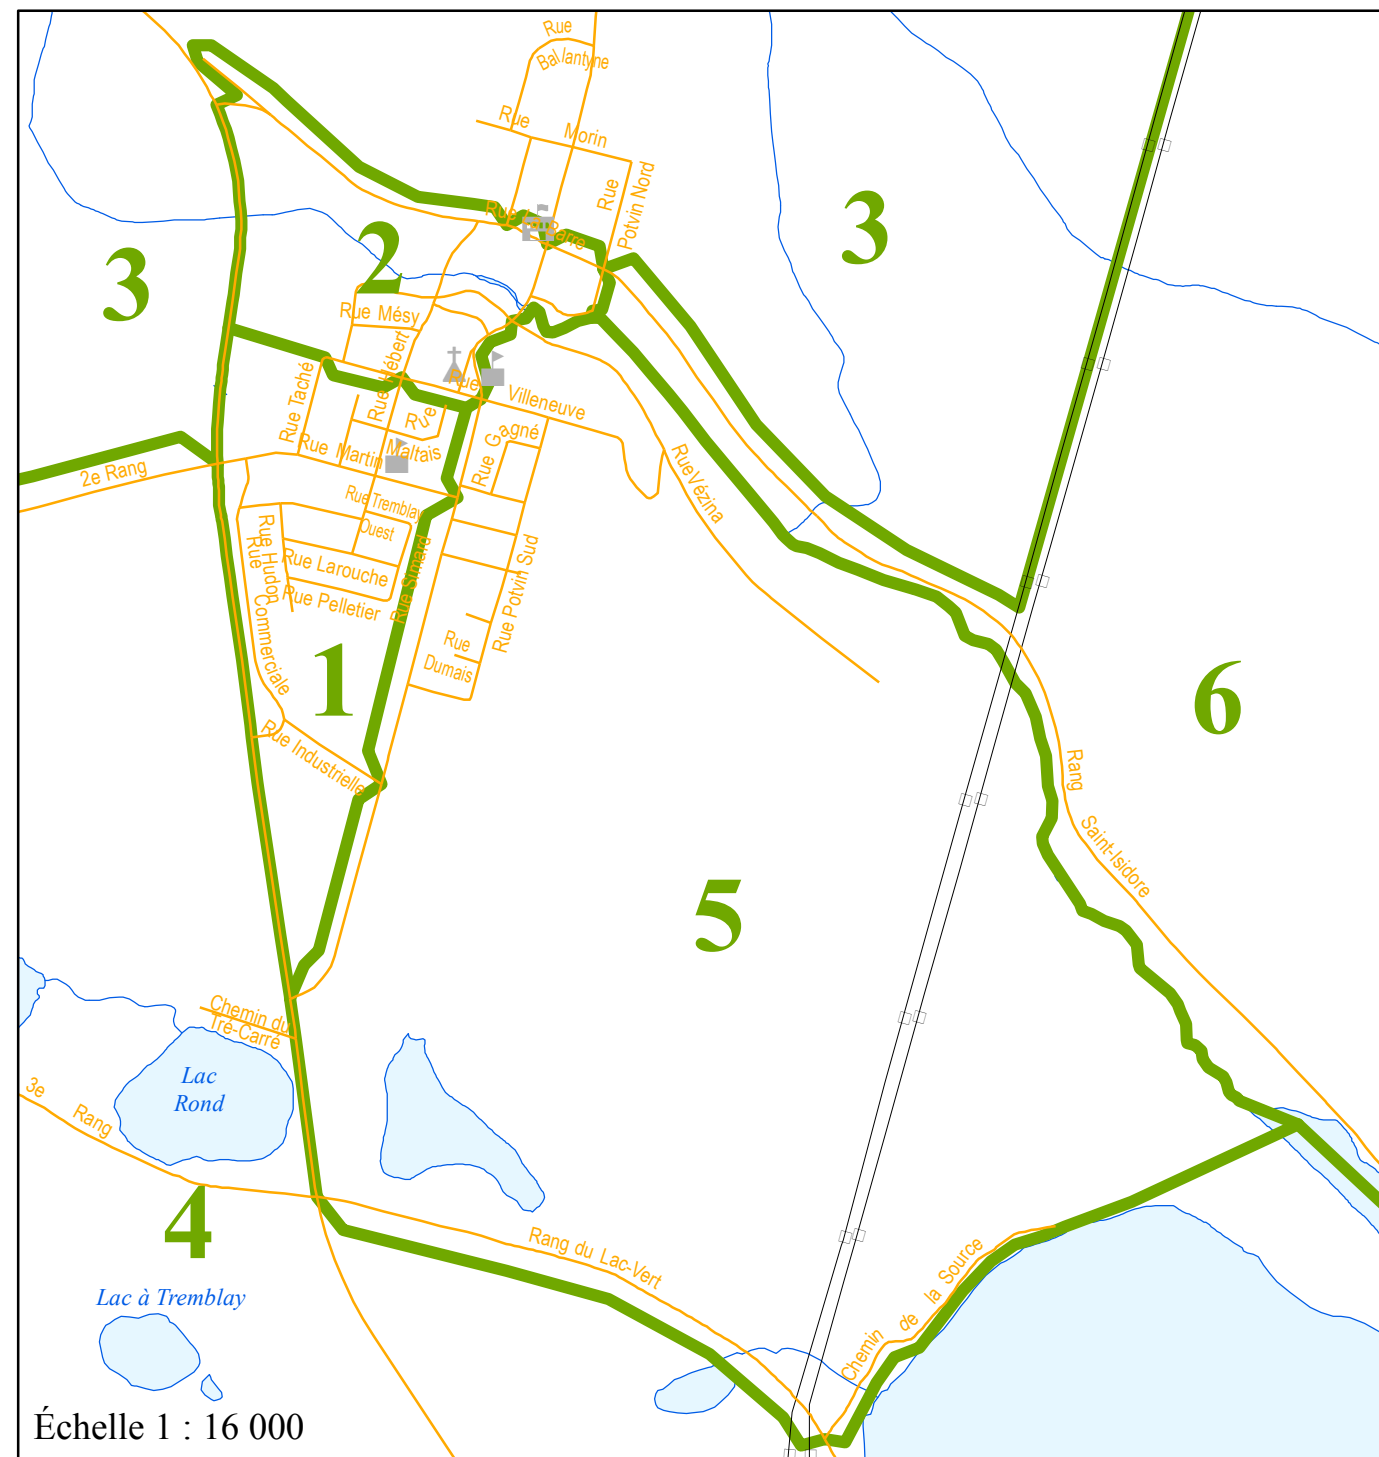 Rue
Ballantyne
Rue Morin
Rue
Potvin Nord
Rue La Barre
3
2
3
Rue Mésy
Rue Hébert
Rue Taché
Rue Villeneuve
Rue
Maltais
Rue Gagné
Rue Martin
2e Rang
Rue Vézina
Rue Tremblay
Ouest
Rue Hudon
Rue
Commerciale
Rue Larouche
Rue Pelletier
Rue Simard
Rue Potvin Sud
Rue
Dumais
1
Rue Industrielle
6
Rang Saint-Isidore
5
Chemin du
Tré-Carré
Lac
Rond
3e Rang
4
Rang du Lac-Vert
Chemin de la Source
Lac à Tremblay
Échelle 1 : 16 000